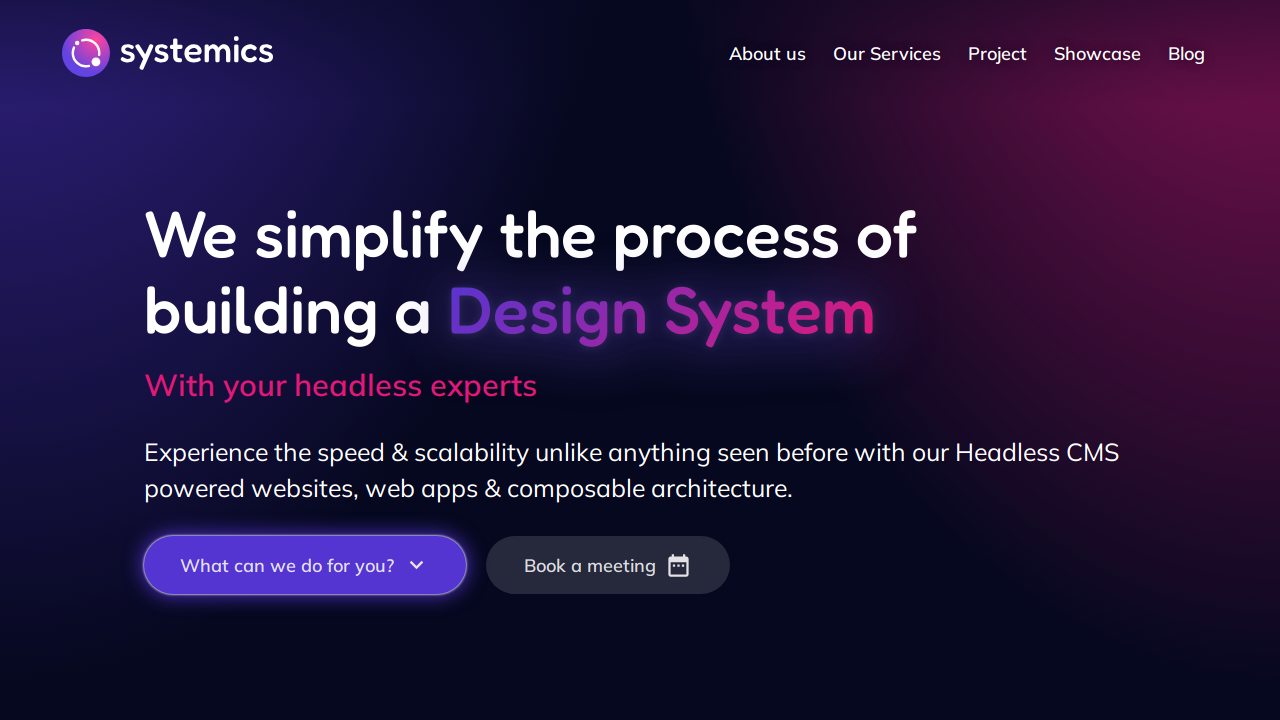 systemics
About us Our Services Project Showcase Blog
We simplify the process of
building a Design System
With your headless experts
Experience the speed & scalability unlike anything seen before with our Headless CMS
powered websites, web apps & composable architecture.
What can we do for you?
Book a meeting